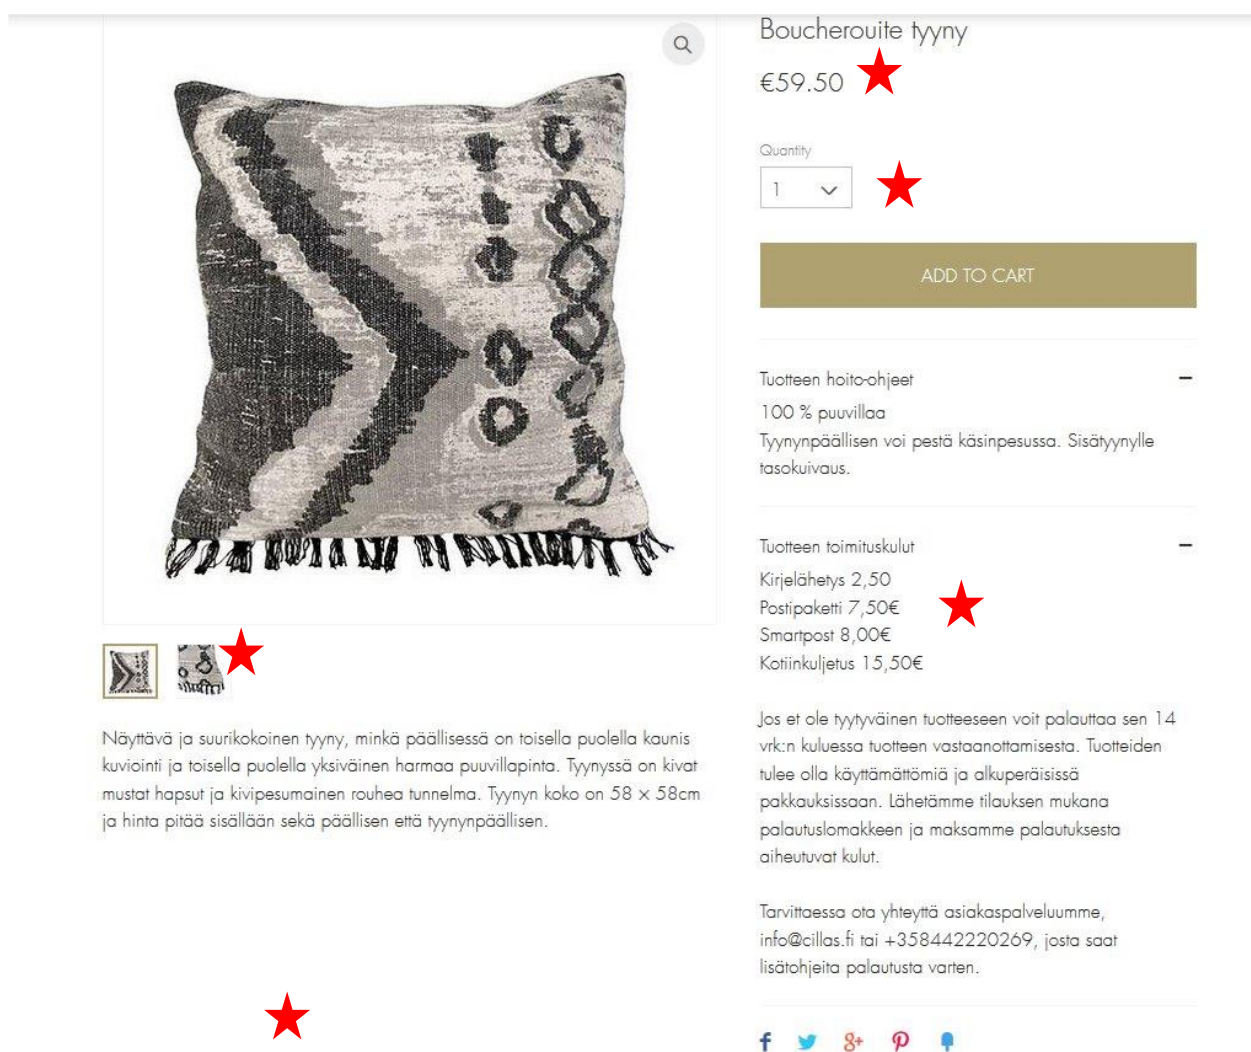 Boucherouite tyyny
€59.50
Quantity
1
ADD TO CART
Tuotteen hoito-ohjeet
100 % puuvillaa
Tyynynpäällisen voi pestä käsinpesussa. Sisätyynylle
tasokuivaus.
Tuotteen toimituskulut
Kirjelähetys 2,50
Postipaketti 7,50€
Smartpost 8,00€
Kotiinkuljetus 15,50€
Jos et ole tyytyväinen tuotteeseen voit palauttaa sen 14
vrk:n kuluessa tuotteen vastaanottamisesta. Tuotteiden
tulee olla käyttämättömiä ja alkuperäisissä
pakkauksissaan. Lähetämme tilauksen mukana
palautuslomakkeen ja maksamme palautuksesta
aiheutuvat kulut.
Tarvittaessa ota yhteyttä asiakaspalveluumme,
info@cillas.fi tai +358442220269, josta saat
lisätohjeita palautusta varten.
Näyttävä ja suurikokoinen tyyny, minkä päällisessä on toisella puolella kaunis
kuviointi ja toisella puolella yksiväinen harmaa puuvillapinta. Tyynyssä on kivat
mustat hapsut ja kivipesumainen rouhea tunnelma. Tyynyn koko on 58 x 58cm
ja hinta pitää sisällään sekä päällisen että tyynynpäällisen.